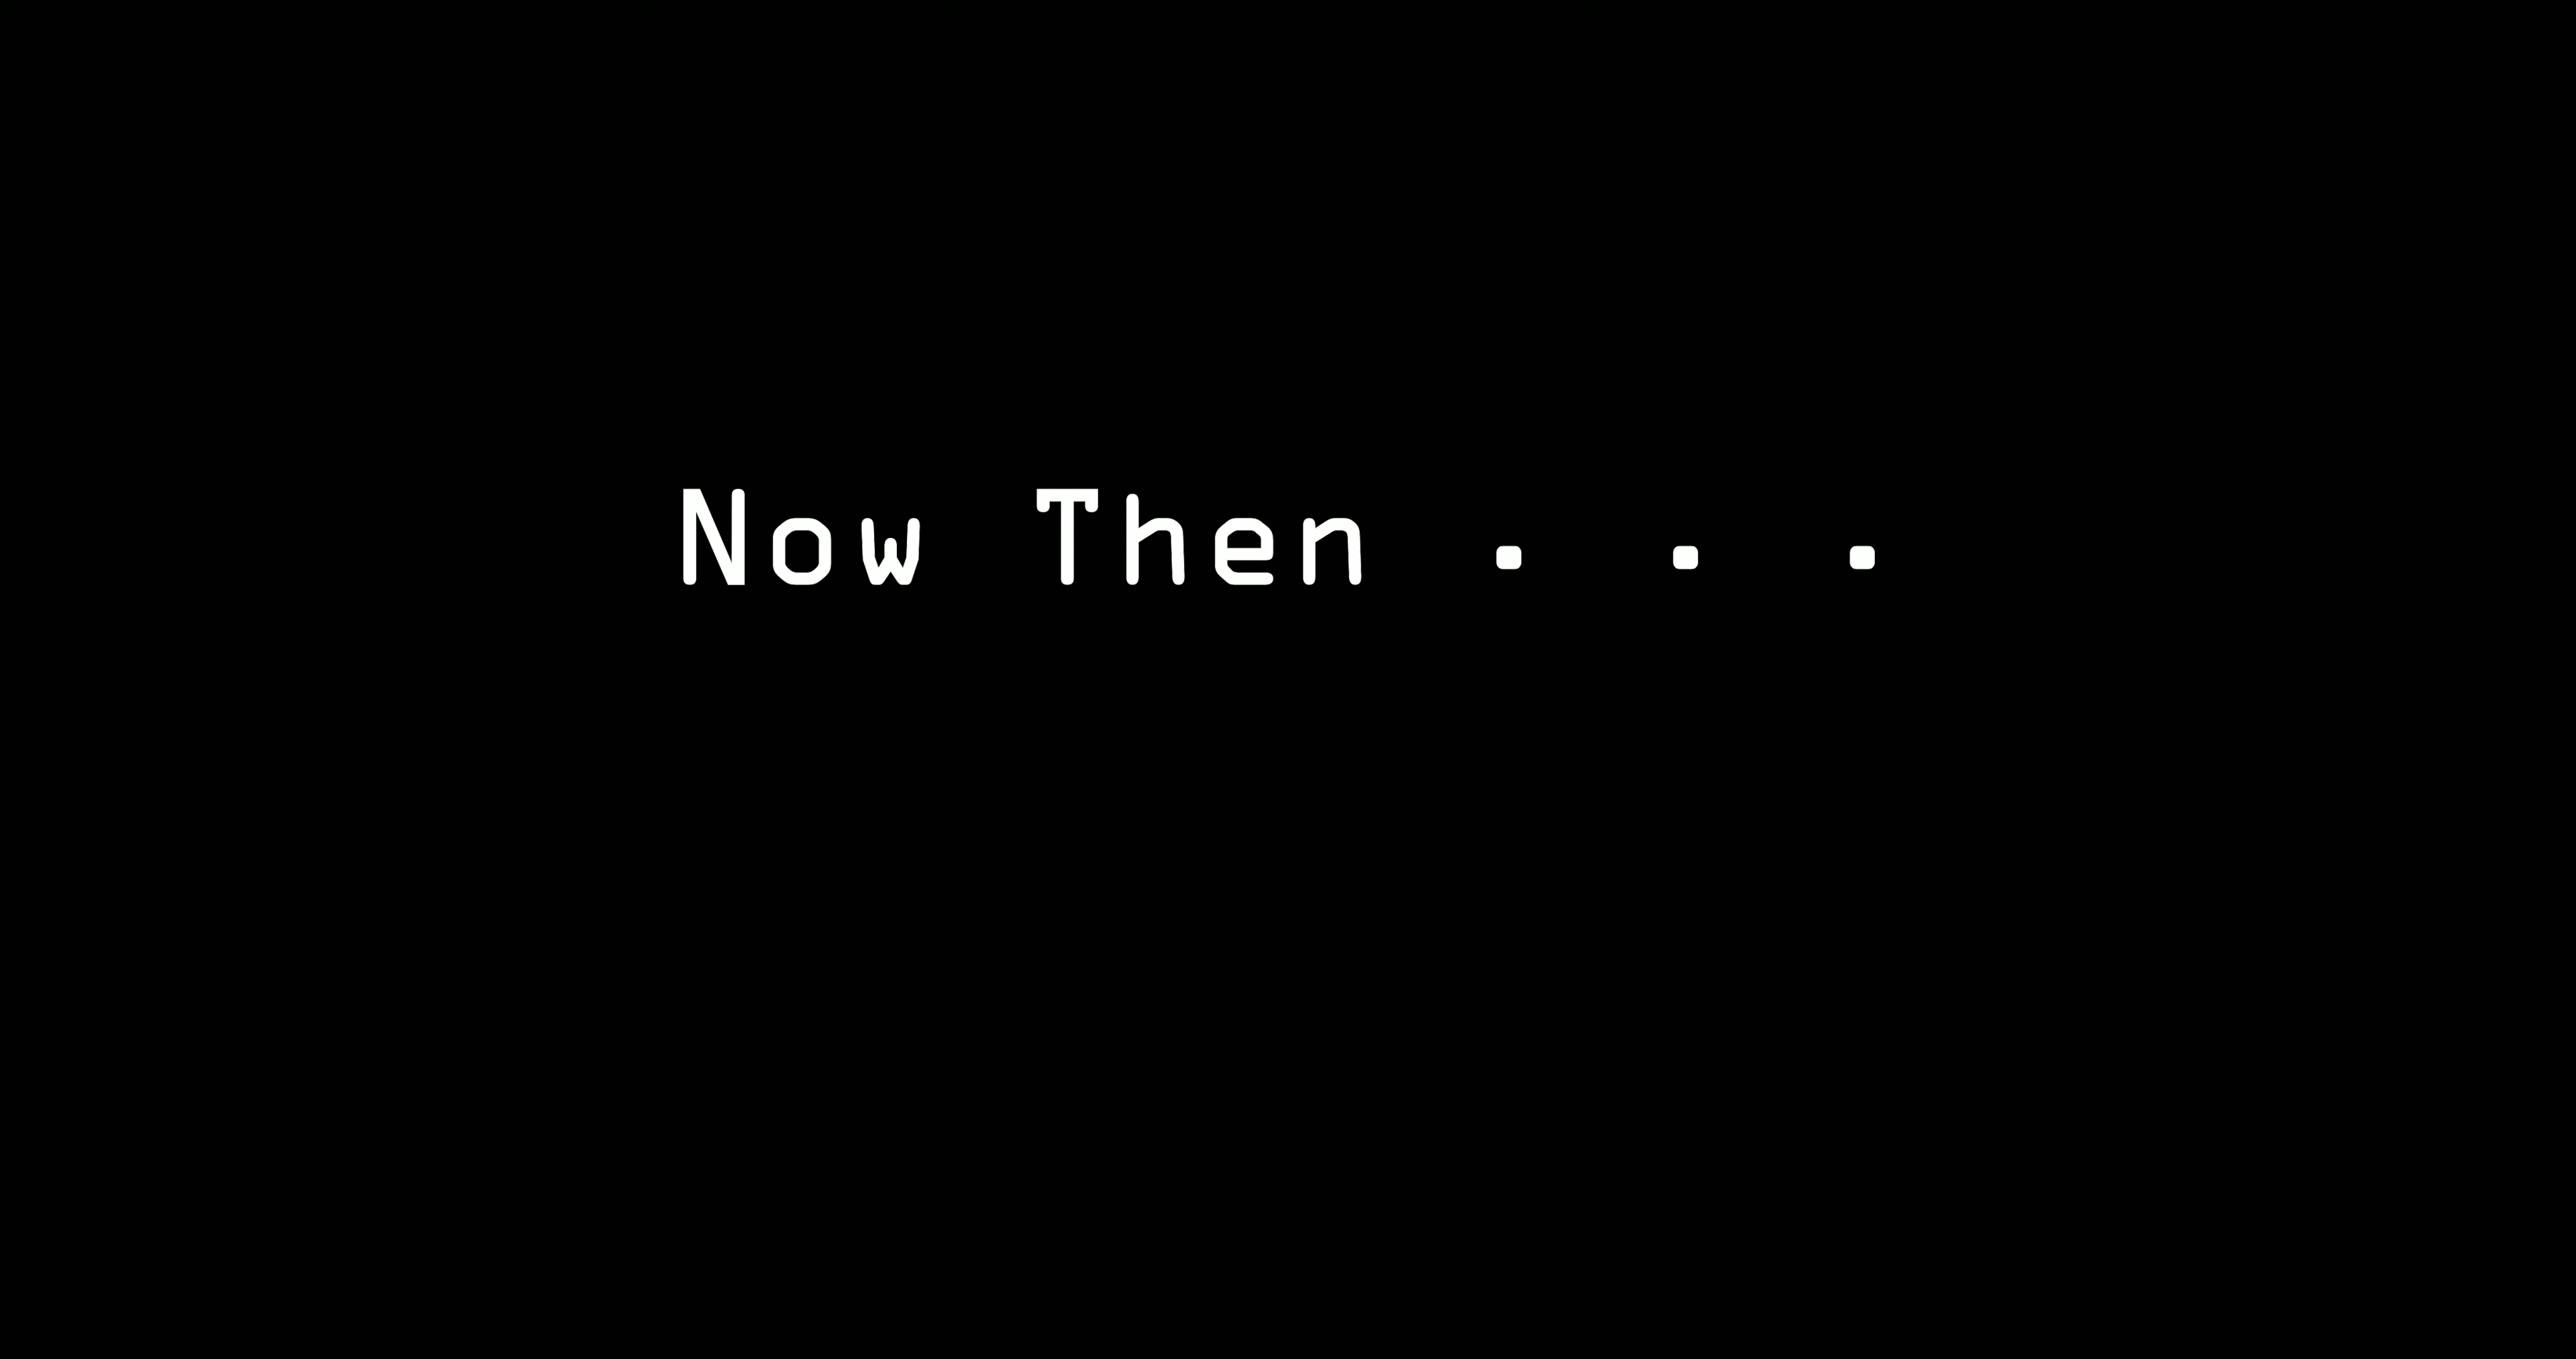 Now Then . . .